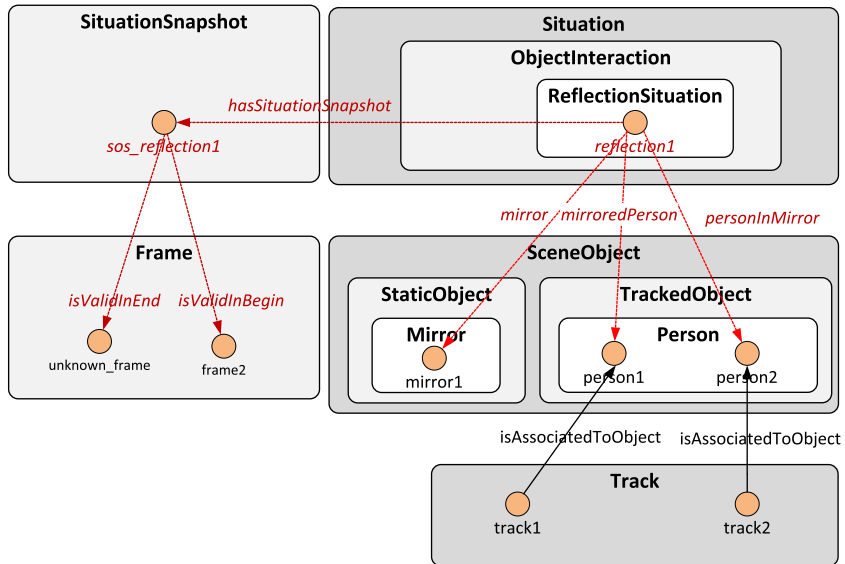 SituationSnapshot
Situation
ObjectInteraction
ReflectionSituation
hasSituationSnapshot
sos_reflection1
reflection1
mirror
mirroredPerson
personInMirror
Frame
SceneObject
StaticObject
TrackedObject
isValidInEnd
isValidInBegin
Mirror
Person
unknown_frame
frame2
mirror1
person1
person2
isAssociatedToObject
isAssociatedToObject
Track
track1
track2